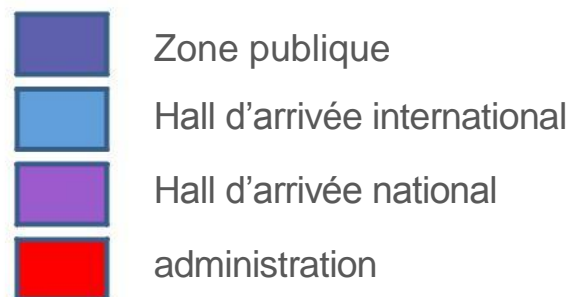 Zone publique
Hall d’arrivée international
Hall d’arrivée national
administration